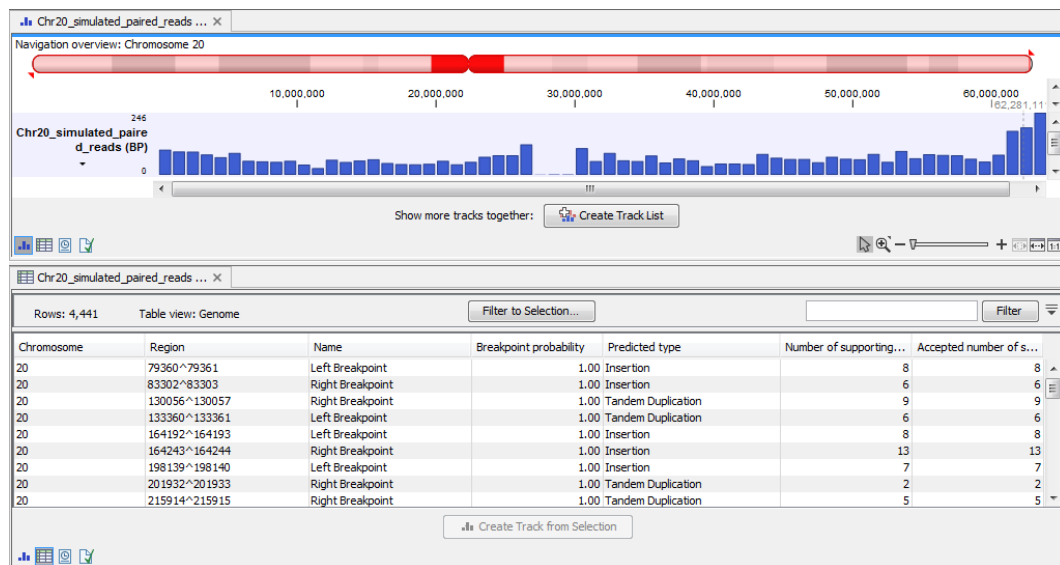 Chr20_simulated_paired_reads ...
Navigation overview: Chromosome 20
10,000,000 20,000,000 30,000,000 40,000,000 50,000,000 60,000,000
62,281,11
246
Chr20_simulated_paire
d_reads (BP)
0
Show more tracks together: Create Track List
1:1
Chr20_simulated_paired_reads ...
Rows: 4,441 Table view: Genome Filter to Selection... Filter
Chromosome Region Name Breakpoint probability Predicted type Number of supporting... Accepted number of s...
20 79360^79361 Left Breakpoint 1.00 Insertion 8 8
20 83302^83303 Right Breakpoint 1.00 Insertion 6 6
20 130056^130057 Right Breakpoint 1.00 Tandem Duplication 9 9
20 133360^133361 Left Breakpoint 1.00 Tandem Duplication 6 6
20 164192^164193 Left Breakpoint 1.00 Insertion 8 8
20 164243^164244 Right Breakpoint 1.00 Insertion 13 13
20 198139^198140 Left Breakpoint 1.00 Insertion 7 7
20 201932^201933 Right Breakpoint 1.00 Tandem Duplication 2 2
20 215914^215915 Right Breakpoint 1.00 Tandem Duplication 5 5
Create Track from Selection